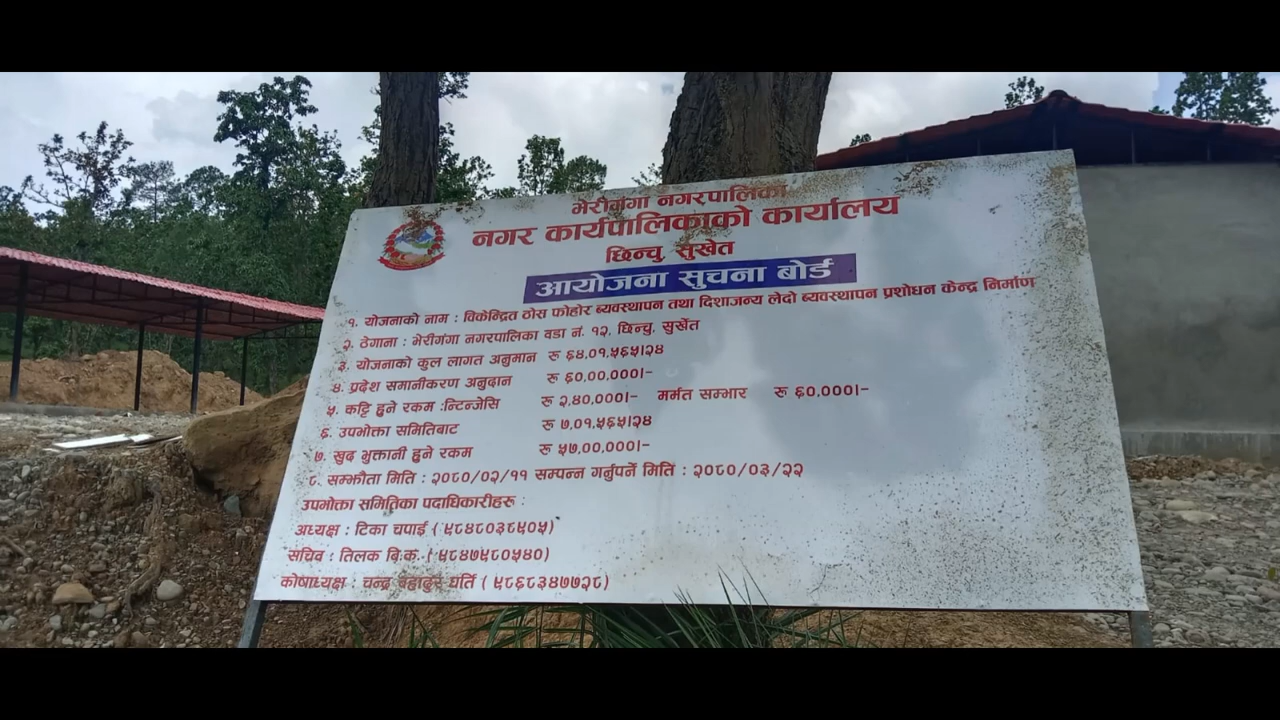 भेरीगंगा नगरपालिका
नगर कार्यपालिकाको कार्यालय
छिन्चु, सुर्खेत
आयोजना सुचना बोर्ड
१. योजनाको नाम : विकेन्द्रित ठोस फोहोर ब्यवस्थापन तथा दिशाजन्य लेदो ब्यवस्थापन प्रशोधन केन्द्र निर्माण
२. ठेगाना : भेरीगंगा नगरपालिका वडा नं. १२, छिन्चु, सुर्खेत
३. योजनाको कुल लागत अनुमान रू ६४,०१,५६५।२४
४. प्रदेश समानीकरण अनुदान रू ६०,००,०००।-
५. कट्टि हुने रकम :न्टिन्जेसि रू २,४०,०००।- मर्मत सम्भार रू ६०,०००।-
६. उपभोक्ता समितिबाट रू ७,०१,५६५।२४
७. खुद भुक्तानी हुने रकम रू ५७,००,०००।-
८. सम्झौता मिति : २०८०/०२/११ सम्पन्न गर्नुपर्ने मिति : २०८०/०३/२२
उपभोक्ता समितिका पदाधिकारीहरु :
अध्यक्ष : टिका चपाई (९८४८०३८५०५)
सचिव : तिलक बि.क. (९८४७९८०५४०)
कोषाध्यक्ष : चन्द्र बहादुर घर्ति (९८६८३४७७२८)